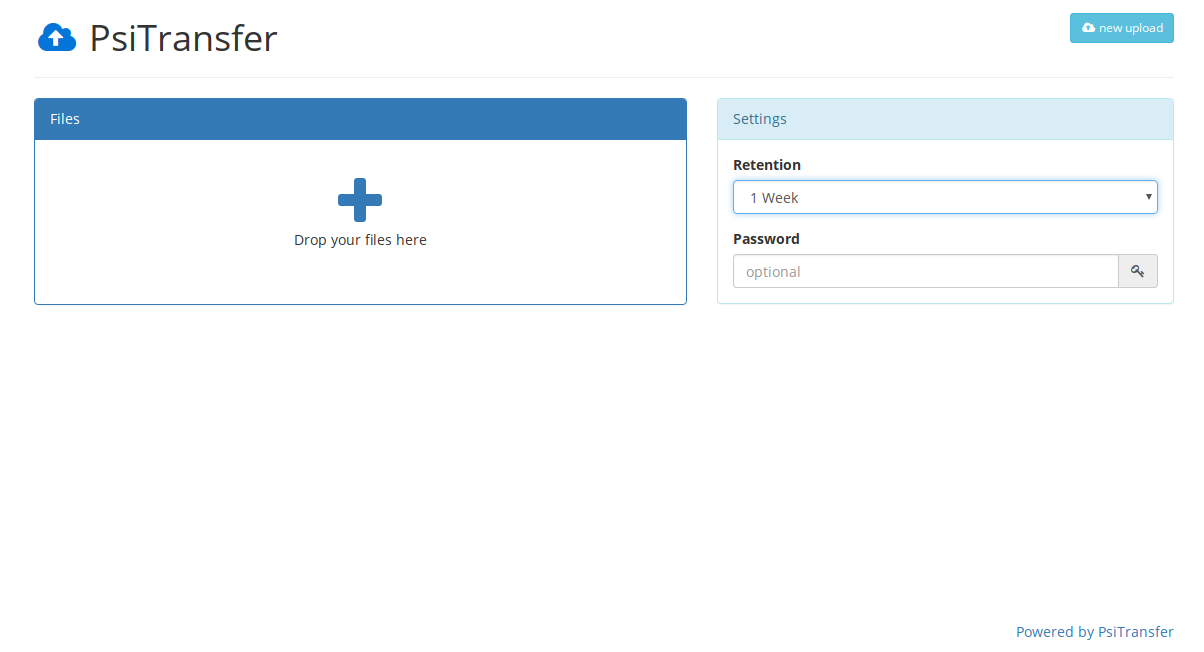 PsiTransfer
new upload
Files
Drop your files here
Settings
Retention
1 Week
Password
optional
Powered by PsiTransfer